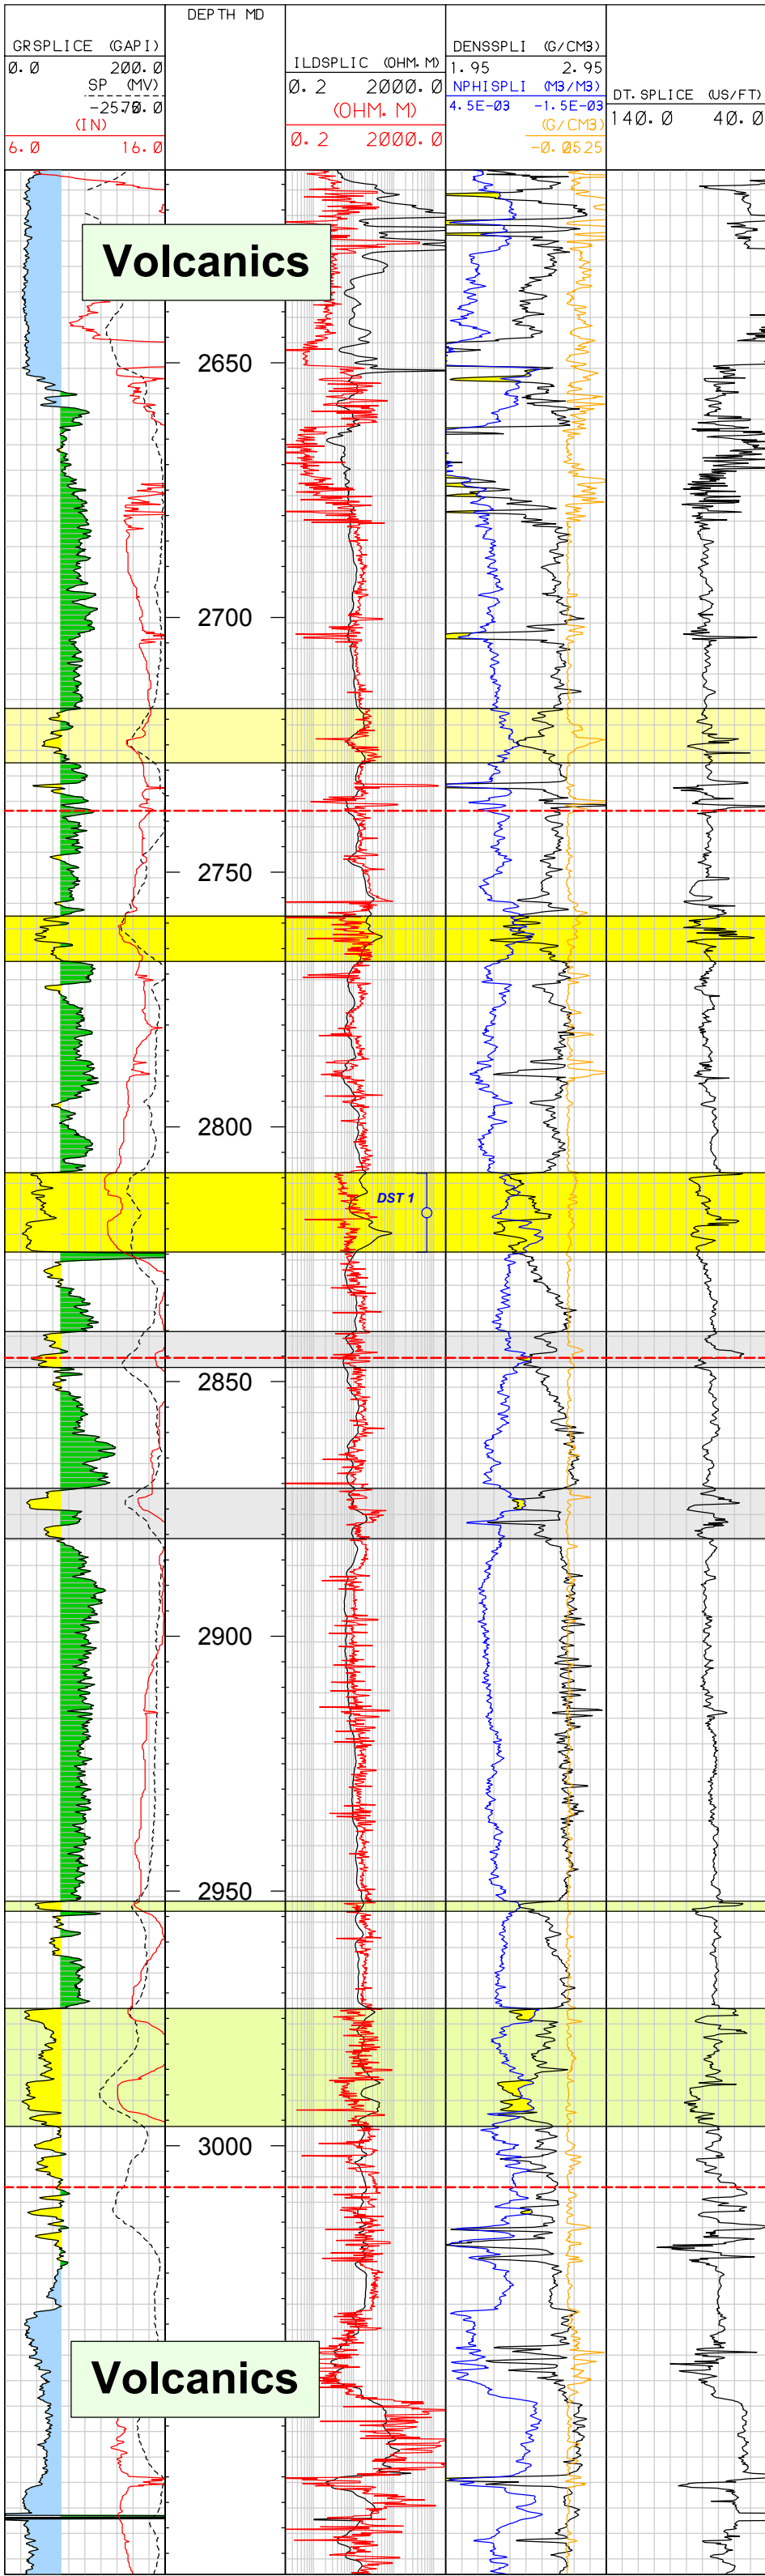 DEPTH MD
GRSPLICE (GAPI)
0.0 200.0
SP (MV)
(IN)
6.0 16.0
ILDSPLIC (OHM.M)
0.2 2000.0
(OHM.M)
0.2 2000.0
DENSSPLI (G/CM3)
1.95 2.95
NPHISPLI (M3/M3)
4.5E-03 -1.5E-03
(G/CM3)
DT.SPLICE (US/FT)
140.0 40.0
Volcanics
2650
2700
2750
2800
DST 1
2850
2900
2950
3000
Volcanics